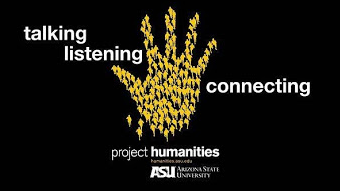 talking
listening
connecting
project humanities
humanities.asu.edu
ASU ARIZONA STATE
UNIVERSITY